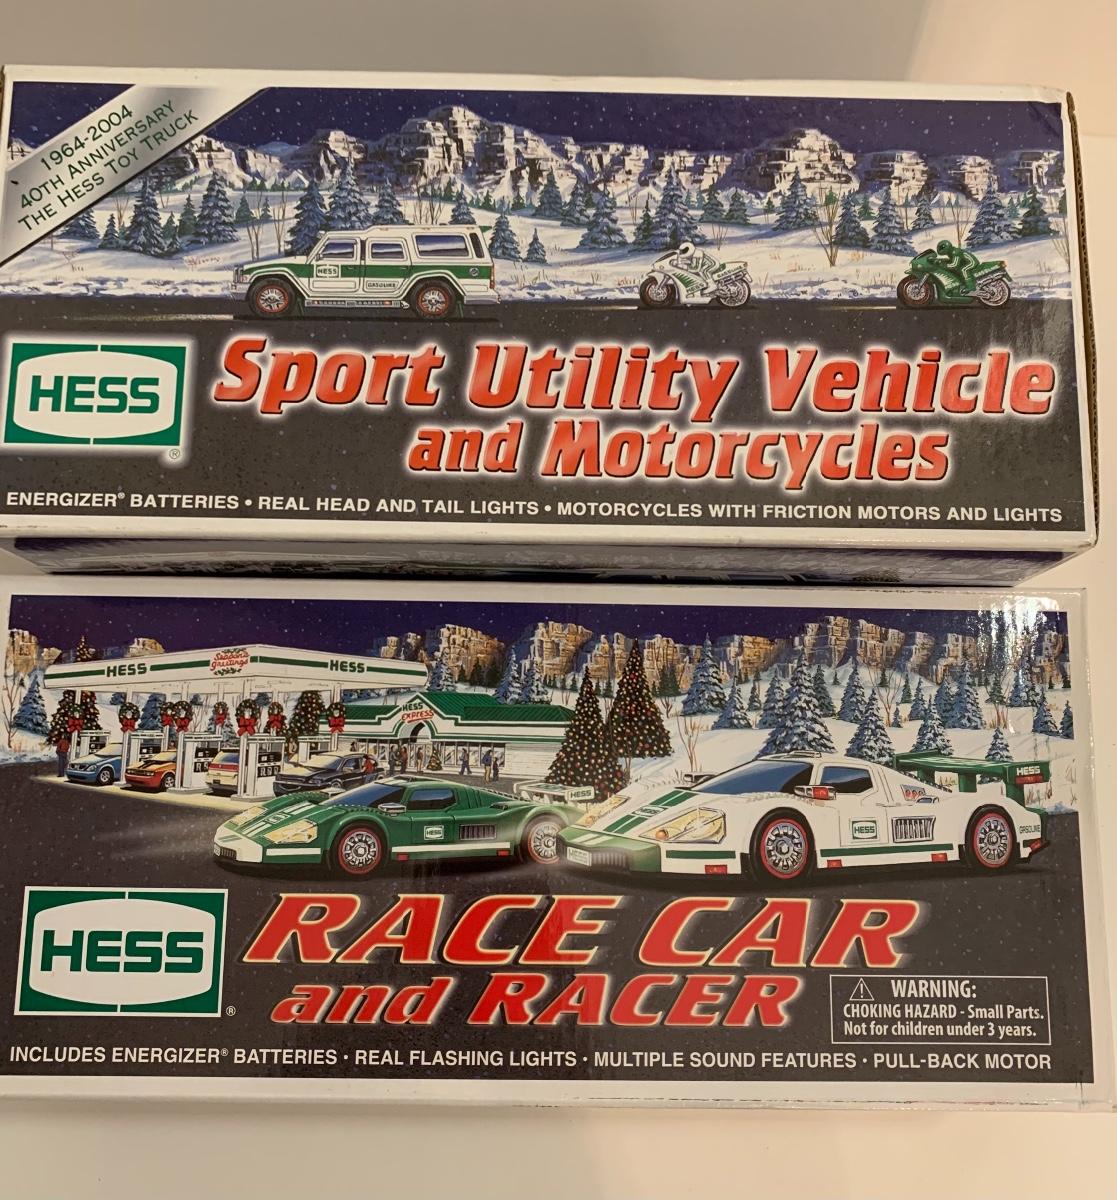 1964-2004
40TH ANNIVERSARY
THE HESS TOY TRUCK
HESS
GASOLINE
HESS®
Sport Utility Vehicle
and Motorcycles
ENERGIZER® BATTERIES • REAL HEAD AND TAIL LIGHTS • MOTORCYCLES WITH FRICTION MOTORS AND LIGHTS
HESS
Season's
Greetings
HESS
HESS
EXPRESS
HESS
HESS
HESS
HESS
GASOLINE
HESS®
RACE CAR
and RACER
WARNING:
CHOKING HAZARD - Small Parts.
Not for children under 3 years.
INCLUDES ENERGIZER® BATTERIES • REAL FLASHING LIGHTS • MULTIPLE SOUND FEATURES • PULL-BACK MOTOR